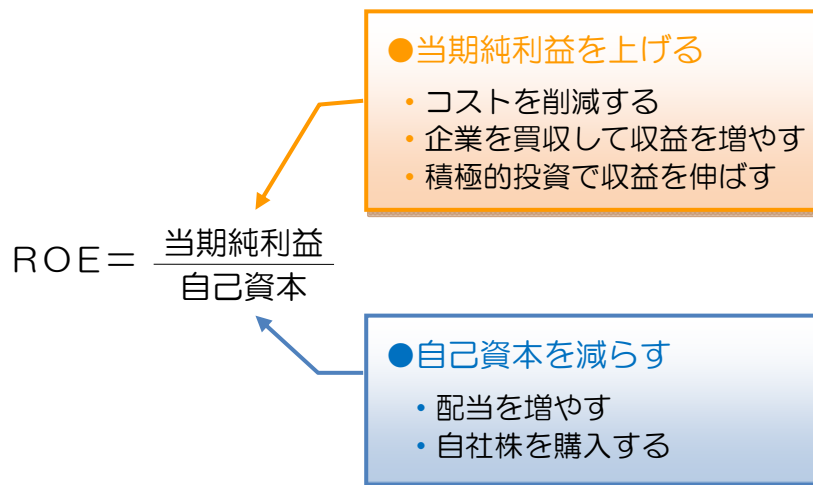 ●当期純利益を上げる
・コストを削減する
・企業を買収して収益を増やす
・積極的投資で収益を伸ばす
ROE＝ 当期純利益
自己資本
●自己資本を減らす
・配当を増やす
・自社株を購入する